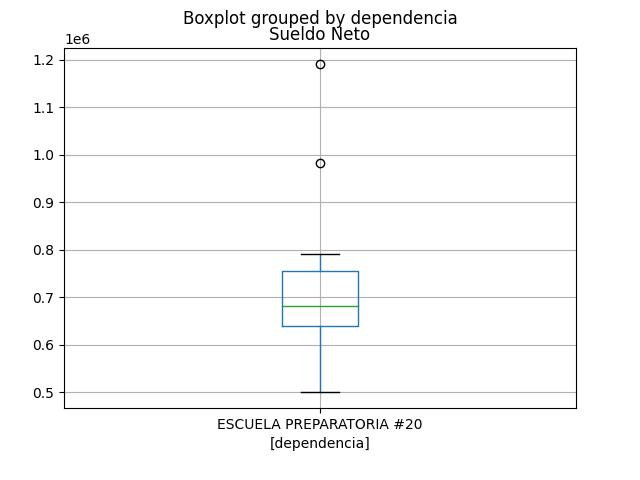 Boxplot grouped by dependencia
Sueldo Neto
1e6
1.2
1.1
1.0
0.9
0.8
0.7
0.6
0.5
ESCUELA PREPARATORIA #20
[dependencia]